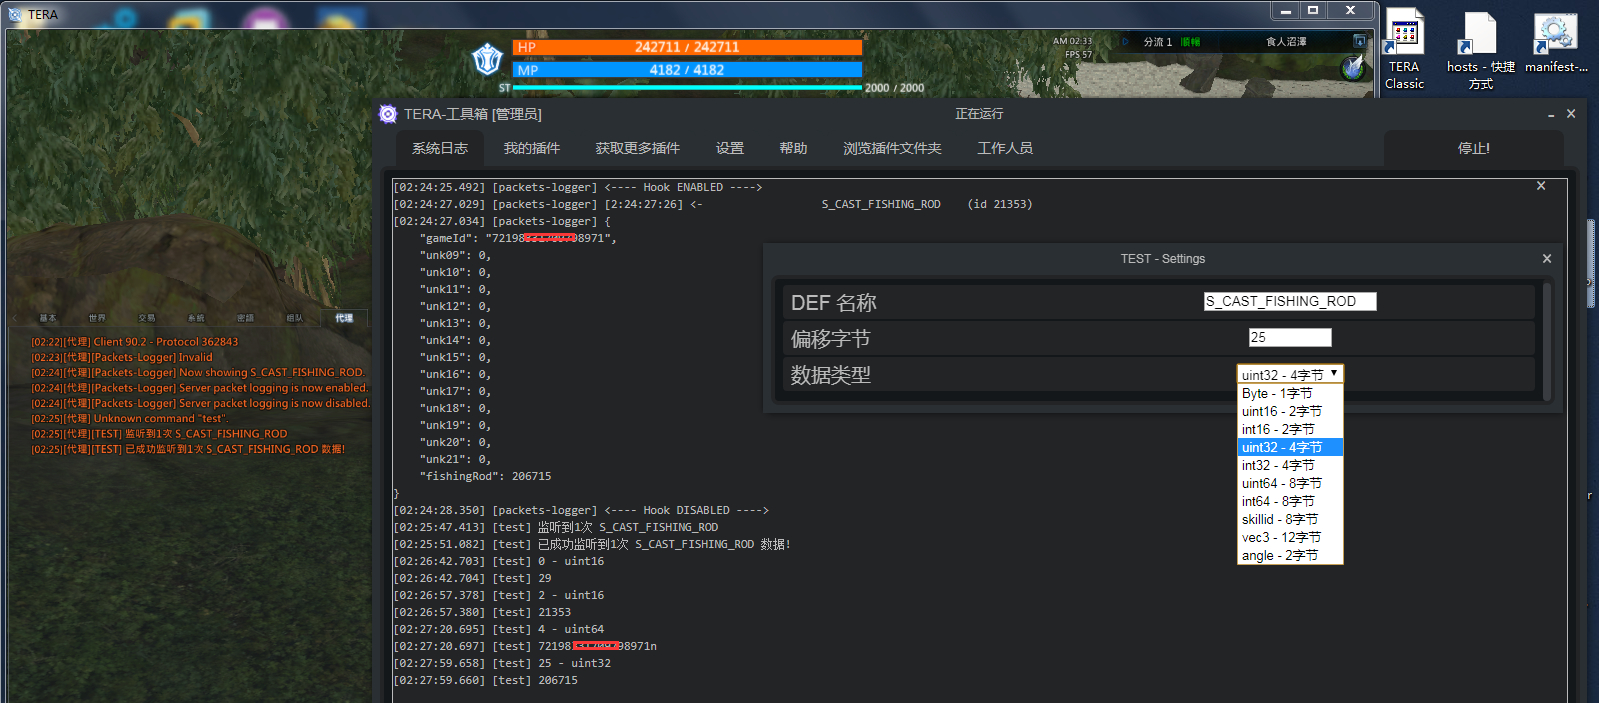 TERA
HP 242711 / 242711
MP 4182 / 4182
ST 2000 / 2000
AM 02:33
FPS 57
分流 1 順暢
食人沼澤
TERA Classic
hosts - 快捷方式
manifest-...
TERA-工具箱 [管理员]
正在运行
系统日志 我的插件 获取更多插件 设置 帮助 浏览插件文件夹 工作人员 停止!
[02:24:25.492] [packets-logger] <---- Hook ENABLED ---->
[02:24:27.029] [packets-logger] [2:24:27:26] <- S_CAST_FISHING_ROD (id 21353)
[02:24:27.034] [packets-logger] {
"gameId": "72198 98971",
"unk09": 0,
"unk10": 0,
"unk11": 0,
"unk12": 0,
"unk13": 0,
"unk14": 0,
"unk15": 0,
"unk16": 0,
"unk17": 0,
"unk18": 0,
"unk19": 0,
"unk20": 0,
"unk21": 0,
"fishingRod": 206715
}
[02:24:28.350] [packets-logger] <---- Hook DISABLED ---->
[02:25:47.413] [test] 监听到1次 S_CAST_FISHING_ROD
[02:25:51.082] [test] 已成功监听到1次 S_CAST_FISHING_ROD 数据!
[02:26:42.703] [test] 0 - uint16
[02:26:42.704] [test] 29
[02:26:57.378] [test] 2 - uint16
[02:26:57.380] [test] 21353
[02:27:20.695] [test] 4 - uint64
[02:27:20.697] [test] 72198 98971n
[02:27:59.658] [test] 25 - uint32
[02:27:59.660] [test] 206715
TEST - Settings
DEF 名称 S_CAST_FISHING_ROD
偏移字节 25
数据类型 uint32 - 4字节
Byte - 1字节
uint16 - 2字节
int16 - 2字节
uint32 - 4字节
int32 - 4字节
uint64 - 8字节
int64 - 8字节
skillid - 8字节
vec3 - 12字节
angle - 2字节
基本 世界 交易 系統 密語 組队 代理
[02:22][代理] Client 90.2 - Protocol 362843
[02:23][代理][Packets-Logger] Invalid
[02:24][代理][Packets-Logger] Now showing S_CAST_FISHING_ROD.
[02:24][代理][Packets-Logger] Server packet logging is now enabled.
[02:24][代理][Packets-Logger] Server packet logging is now disabled.
[02:25][代理] Unknown command "test".
[02:25][代理][TEST] 监听到1次 S_CAST_FISHING_ROD
[02:25][代理][TEST] 已成功监听到1次 S_CAST_FISHING_ROD 数据!